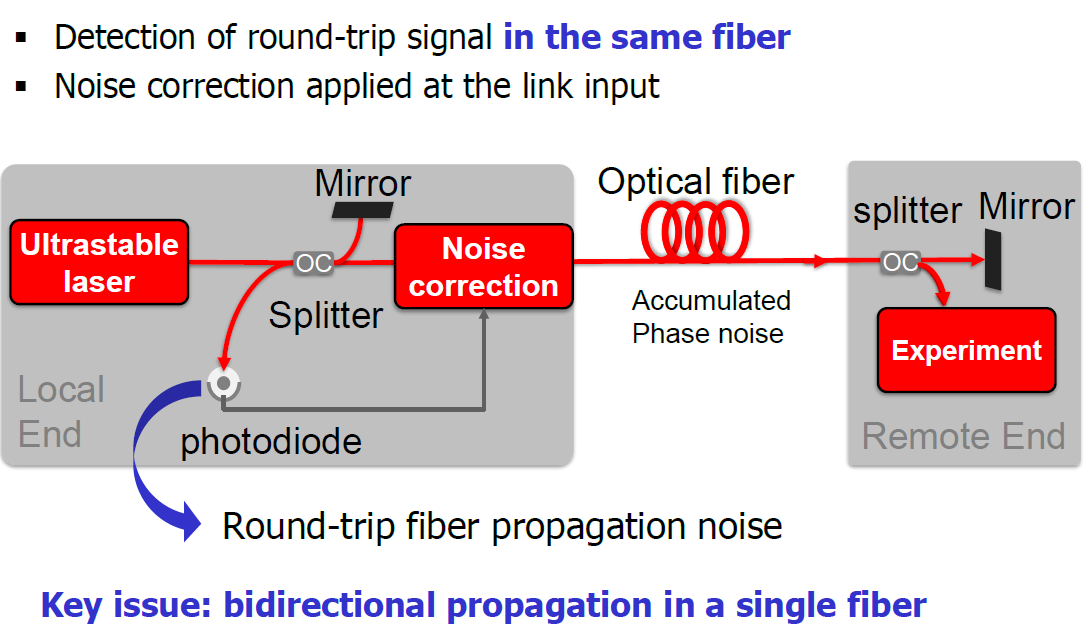 ▪ Detection of round-trip signal in the same fiber
▪ Noise correction applied at the link input
Mirror
Optical fiber
splitter
Mirror
Ultrastable
laser
OC
Noise
correction
OC
Splitter
Accumulated
Phase noise
Experiment
Local
End
photodiode
Remote End
Round-trip fiber propagation noise
Key issue: bidirectional propagation in a single fiber